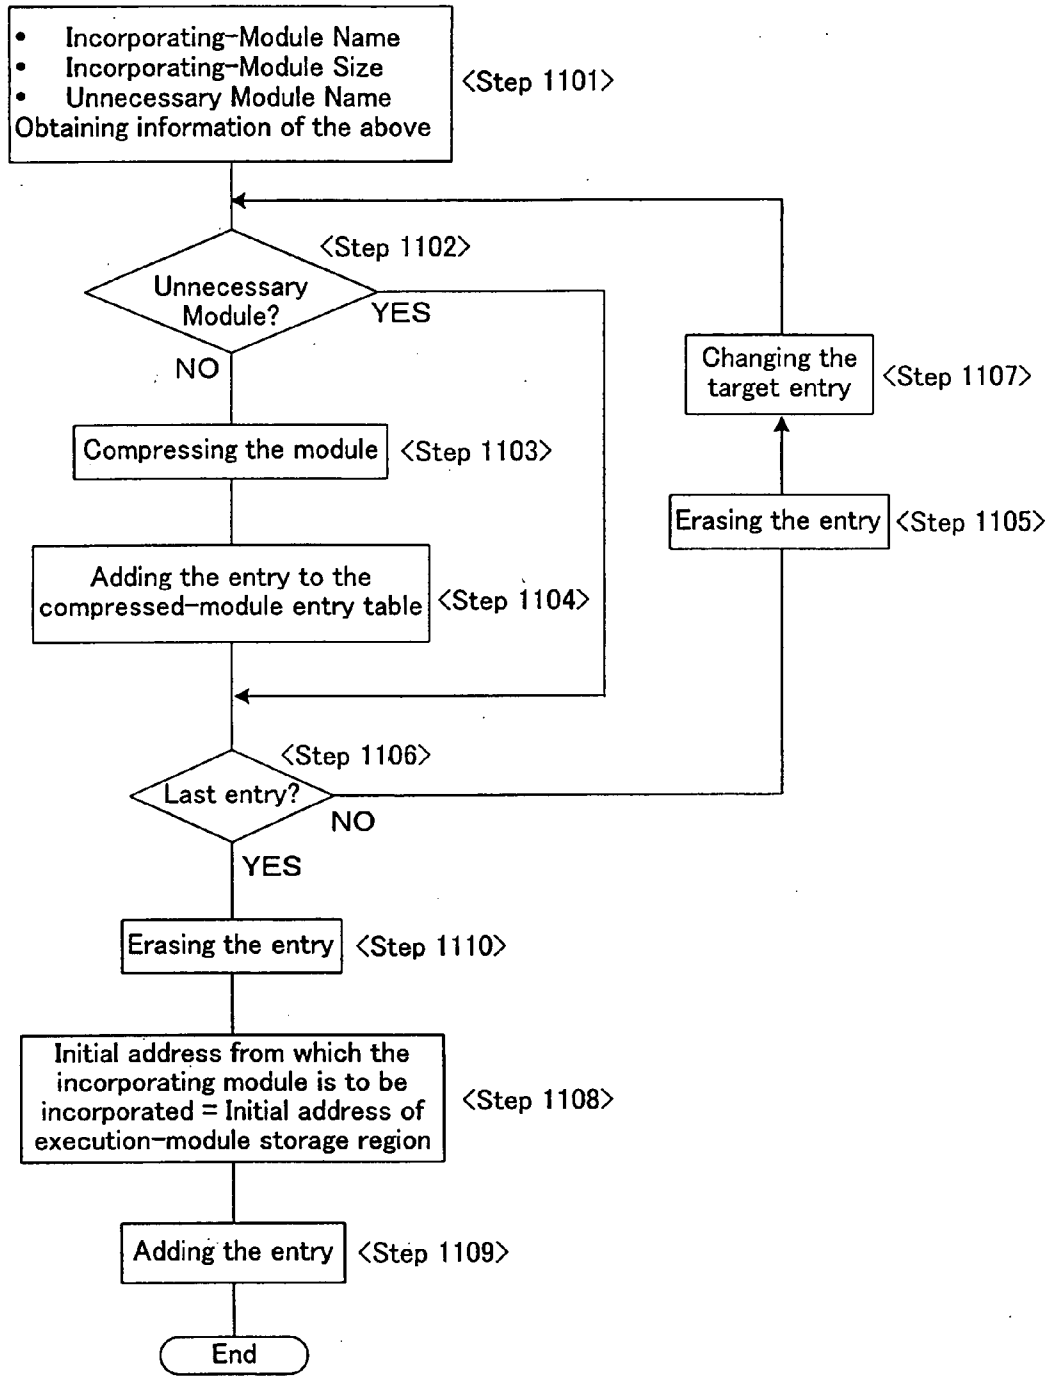 • Incorporating-Module Name
• Incorporating-Module Size
• Unnecessary Module Name
Obtaining information of the above
<Step 1101>
<Step 1102>
Unnecessary
Module?
YES
NO
Changing the
target entry
<Step 1107>
Compressing the module
<Step 1103>
Erasing the entry
<Step 1105>
Adding the entry to the
compressed-module entry table
<Step 1104>
<Step 1106>
Last entry?
NO
YES
Erasing the entry
<Step 1110>
Initial address from which the
incorporating module is to be
incorporated = Initial address of
execution-module storage region
<Step 1108>
Adding the entry
<Step 1109>
End